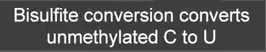 Bisulfite conversion converts
unmethylated C to U